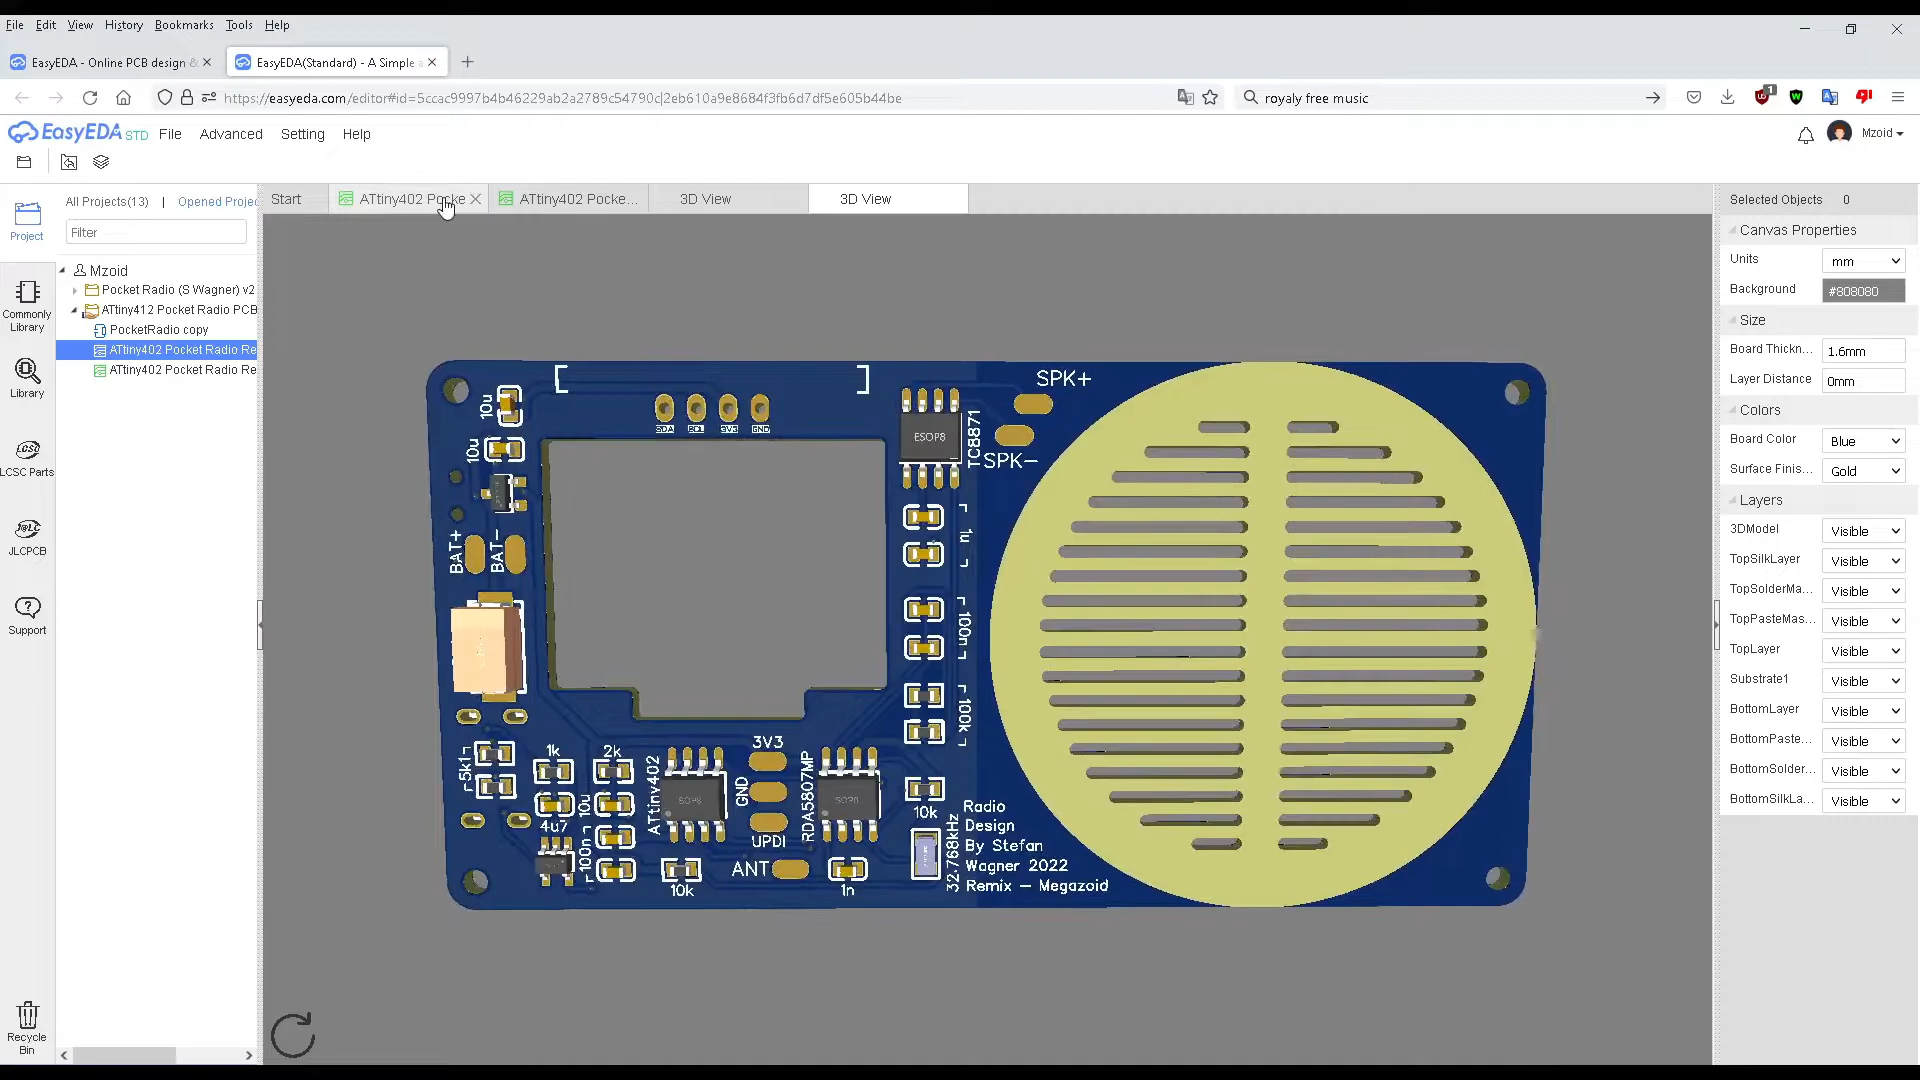 File Edit View History Bookmarks Tools Help
EasyEDA - Online PCB design &
EasyEDA(Standard) - A Simple a
https://easyeda.com/editor#id=5ccac9997b4b46229ab2a2789c54790c|2eb610a9e8684f3fb6d7df5e605b44be
royaly free music
EasyEDA STD File Advanced Setting Help
Mzoid
Start
ATtiny402 Pocke
ATtiny402 Pocke...
3D View
3D View
Project
Commonly
Library
Library
LCSC Parts
JLCPCB
Support
Recycle
Bin
All Projects(13) | Opened Projec
Filter
Mzoid
Pocket Radio (S Wagner) v2
ATtiny412 Pocket Radio PCB
PocketRadio copy
ATtiny402 Pocket Radio Re
ATtiny402 Pocket Radio Re
10u
10u
SDA SCL 3V3 GND
BAT+
BAT-
ESOP8
TC8871
SPK+
SPK-
1u
100n
100k
5k1
1k
2k
10u
4u7
100n
ATtiny402
SOP8
10k
3V3
GND
UPDI
ANT
RDA5807MP
SOP8
1n
10k
32.768kHz
Radio
Design
By Stefan
Wagner 2022
Remix – Megazoid
Selected Objects 0
Canvas Properties
Units mm
Background #808080
Size
Board Thickn... 1.6mm
Layer Distance 0mm
Colors
Board Color Blue
Surface Finis... Gold
Layers
3DModel Visible
TopSilkLayer Visible
TopSolderMa... Visible
TopPasteMas... Visible
TopLayer Visible
Substrate1 Visible
BottomLayer Visible
BottomPaste... Visible
BottomSolder... Visible
BottomSilkLa... Visible